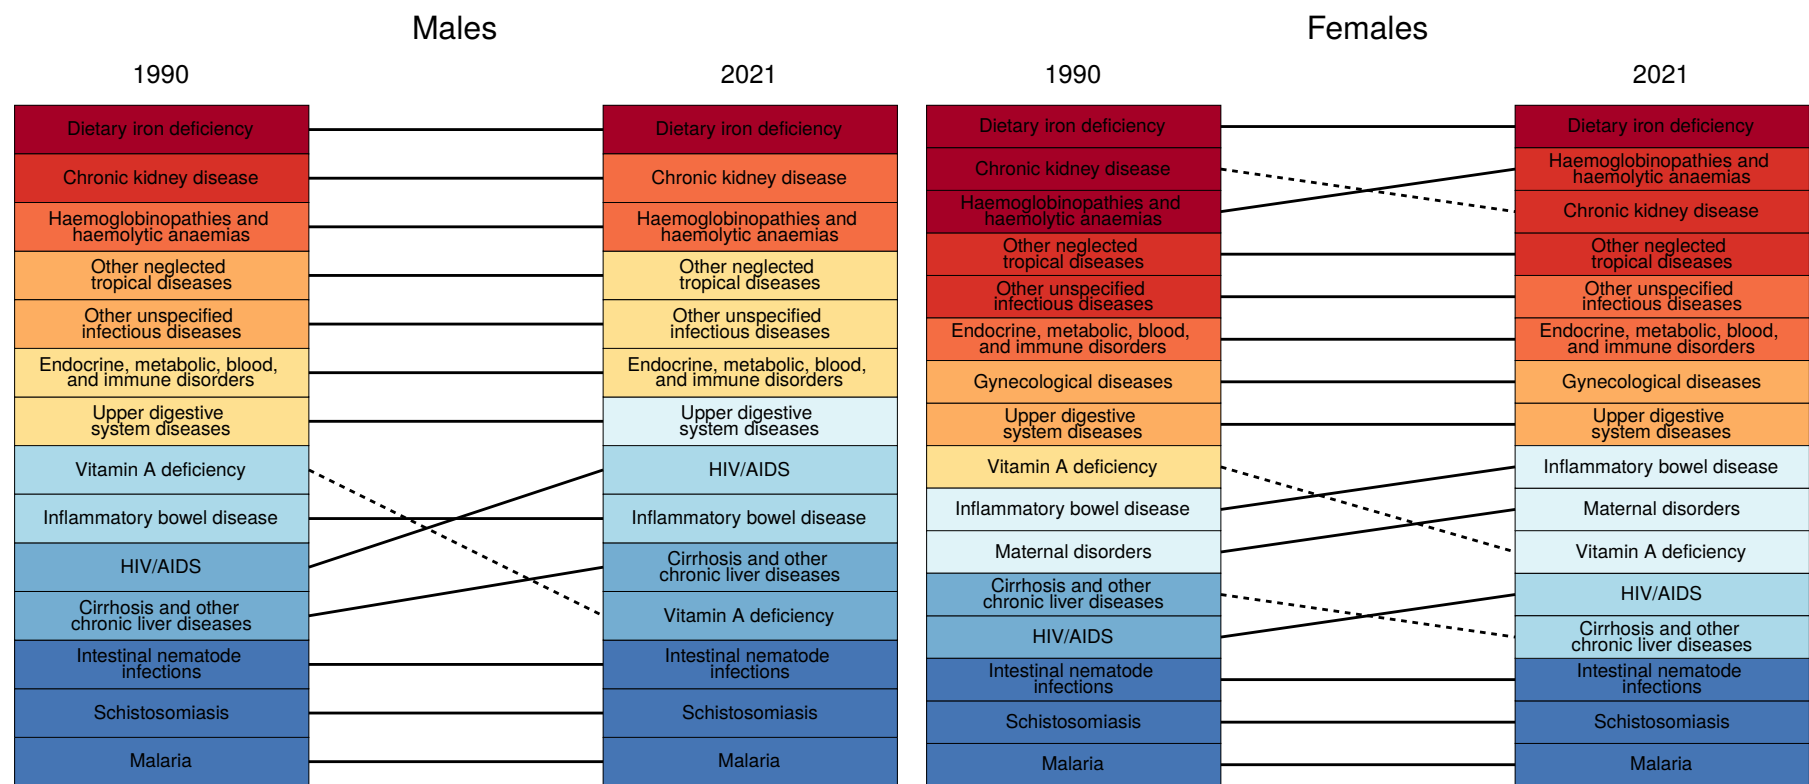 Males
1990
2021
Dietary iron deficiency
Chronic kidney disease
Haemoglobinopathies and
haemolytic anaemias
Other neglected
tropical diseases
Other unspecified
infectious diseases
Endocrine, metabolic, blood,
and immune disorders
Upper digestive
system diseases
Vitamin A deficiency
Inflammatory bowel disease
HIV/AIDS
Cirrhosis and other
chronic liver diseases
Intestinal nematode
infections
Schistosomiasis
Malaria
Dietary iron deficiency
Chronic kidney disease
Haemoglobinopathies and
haemolytic anaemias
Other neglected
tropical diseases
Other unspecified
infectious diseases
Endocrine, metabolic, blood,
and immune disorders
Upper digestive
system diseases
HIV/AIDS
Inflammatory bowel disease
Cirrhosis and other
chronic liver diseases
Vitamin A deficiency
Intestinal nematode
infections
Schistosomiasis
Malaria
Females
1990
2021
Dietary iron deficiency
Chronic kidney disease
Haemoglobinopathies and
haemolytic anaemias
Other neglected
tropical diseases
Other unspecified
infectious diseases
Endocrine, metabolic, blood,
and immune disorders
Gynecological diseases
Upper digestive
system diseases
Vitamin A deficiency
Inflammatory bowel disease
Maternal disorders
Cirrhosis and other
chronic liver diseases
HIV/AIDS
Intestinal nematode
infections
Schistosomiasis
Malaria
Dietary iron deficiency
Haemoglobinopathies and
haemolytic anaemias
Chronic kidney disease
Other neglected
tropical diseases
Other unspecified
infectious diseases
Endocrine, metabolic, blood,
and immune disorders
Gynecological diseases
Upper digestive
system diseases
Inflammatory bowel disease
Maternal disorders
Vitamin A deficiency
HIV/AIDS
Cirrhosis and other
chronic liver diseases
Intestinal nematode
infections
Schistosomiasis
Malaria